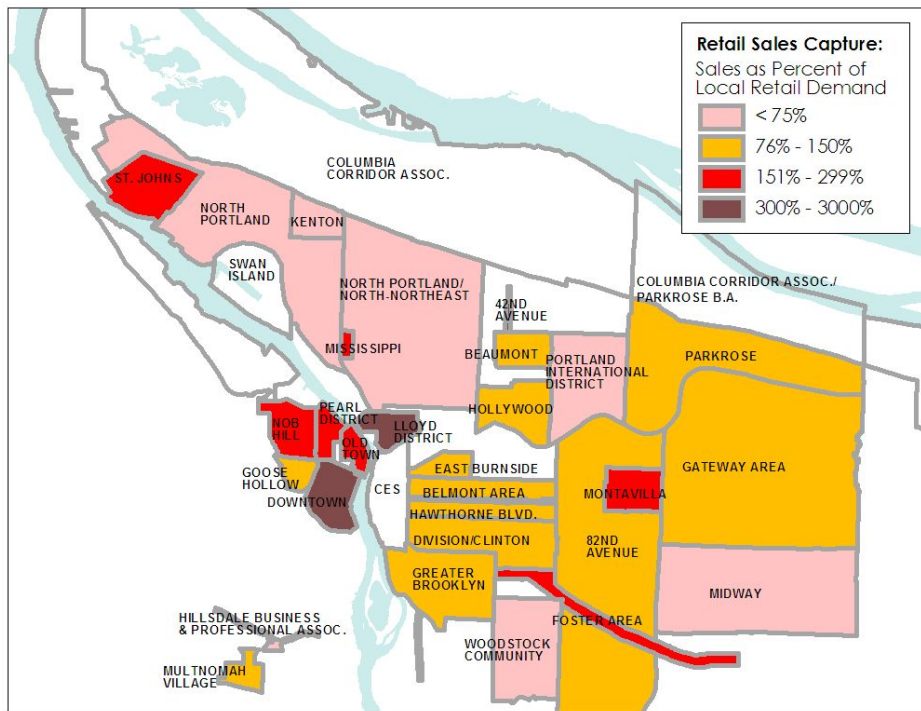 Retail Sales Capture:
Sales as Percent of
Local Retail Demand
< 75%
76% - 150%
151% - 299%
300% - 3000%
COLUMBIA
CORRIDOR ASSOC.
ST. JOHNS
NORTH
PORTLAND
KENTON
SWAN
ISLAND
NORTH PORTLAND/
NORTH-NORTHEAST
COLUMBIA CORRIDOR ASSOC./
PARKROSE B.A.
42ND
AVENUE
MISSISSIPPI
BEAUMONT
PORTLAND
INTERNATIONAL
DISTRICT
PARKROSE
HOLLYWOOD
NOB
HILL
PEARL
DISTRICT
OLD
TOWN
LLOYD
DISTRICT
GOOSE
HOLLOW
DOWNTOWN
CES
EAST BURNSIDE
BELMONT AREA
HAWTHORNE BLVD.
DIVISION/CLINTON
MONTAVILLA
GATEWAY AREA
82ND
AVENUE
GREATER
BROOKLYN
MIDWAY
FOSTER AREA
WOODSTOCK
COMMUNITY
HILLSDALE BUSINESS
& PROFESSIONAL ASSOC.
MULTNOMAH
VILLAGE